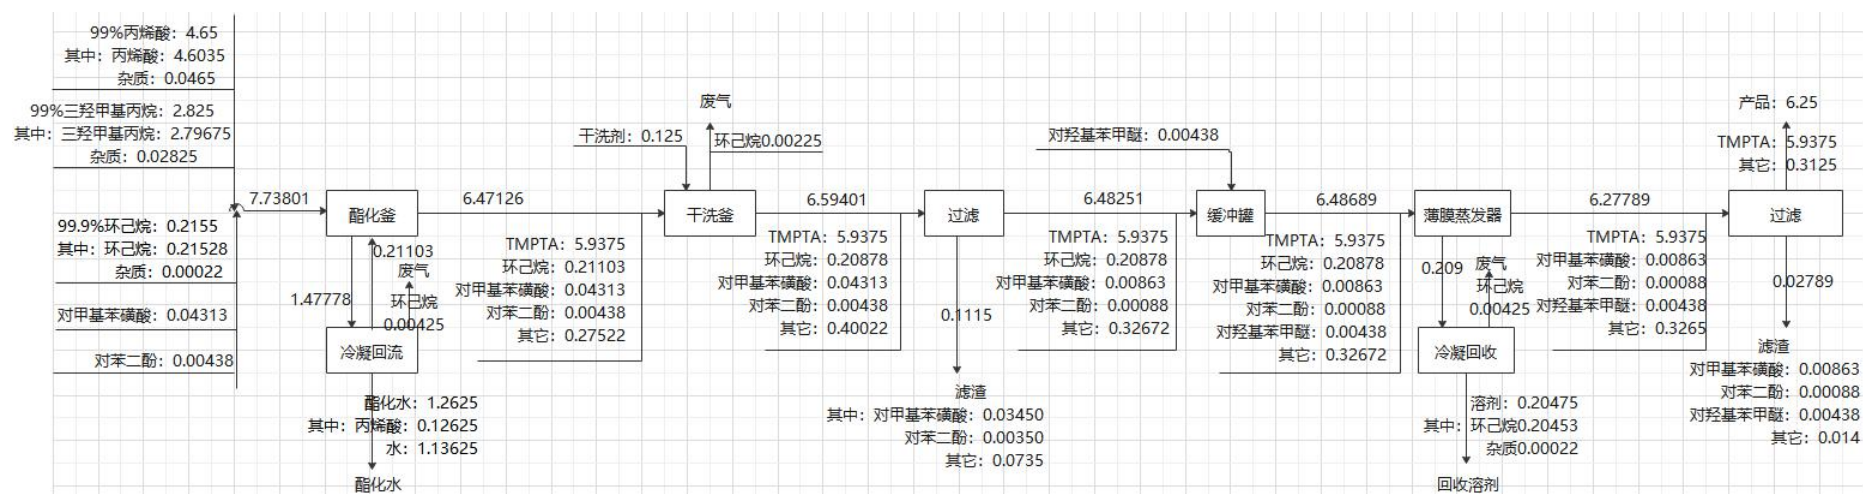 99%丙烯酸：4.65
其中：丙烯酸：4.6035
杂质：0.0465
99%三羟甲基丙烷：2.825
其中：三羟甲基丙烷：2.79675
杂质：0.02825
99.9%环己烷：0.2155
其中：环己烷：0.21528
杂质：0.00022
对甲基苯磺酸：0.04313
对苯二酚：0.00438
7.73801
酯化釜
1.47778
0.21103
废气
环己烷
0.00425
冷凝回流
酯化水：1.2625
其中：丙烯酸：0.12625
水：1.13625
酯化水
6.47126
TMPTA：5.9375
环己烷：0.21103
对甲基苯磺酸：0.04313
对苯二酚：0.00438
其它：0.27522
干洗剂：0.125
废气
环己烷0.00225
干洗釜
6.59401
TMPTA：5.9375
环己烷：0.20878
对甲基苯磺酸：0.04313
对苯二酚：0.00438
其它：0.40022
过滤
0.1115
滤渣
其中：对甲基苯磺酸：0.03450
对苯二酚：0.00350
其它：0.0735
6.48251
TMPTA：5.9375
环己烷：0.20878
对甲基苯磺酸：0.00863
对苯二酚：0.00088
其它：0.32672
对羟基苯甲醚：0.00438
缓冲罐
6.48689
TMPTA：5.9375
环己烷：0.20878
对甲基苯磺酸：0.00863
对苯二酚：0.00088
对羟基苯甲醚：0.00438
其它：0.32672
薄膜蒸发器
0.209
废气
环己烷
0.00425
冷凝回收
溶剂：0.20475
其中：环己烷0.20453
杂质0.00022
回收溶剂
6.27789
TMPTA：5.9375
对甲基苯磺酸：0.00863
对苯二酚：0.00088
对羟基苯甲醚：0.00438
其它：0.3265
产品：6.25
TMPTA：5.9375
其它：0.3125
过滤
0.02789
滤渣
对甲基苯磺酸：0.00863
对苯二酚：0.00088
对羟基苯甲醚：0.00438
其它：0.014